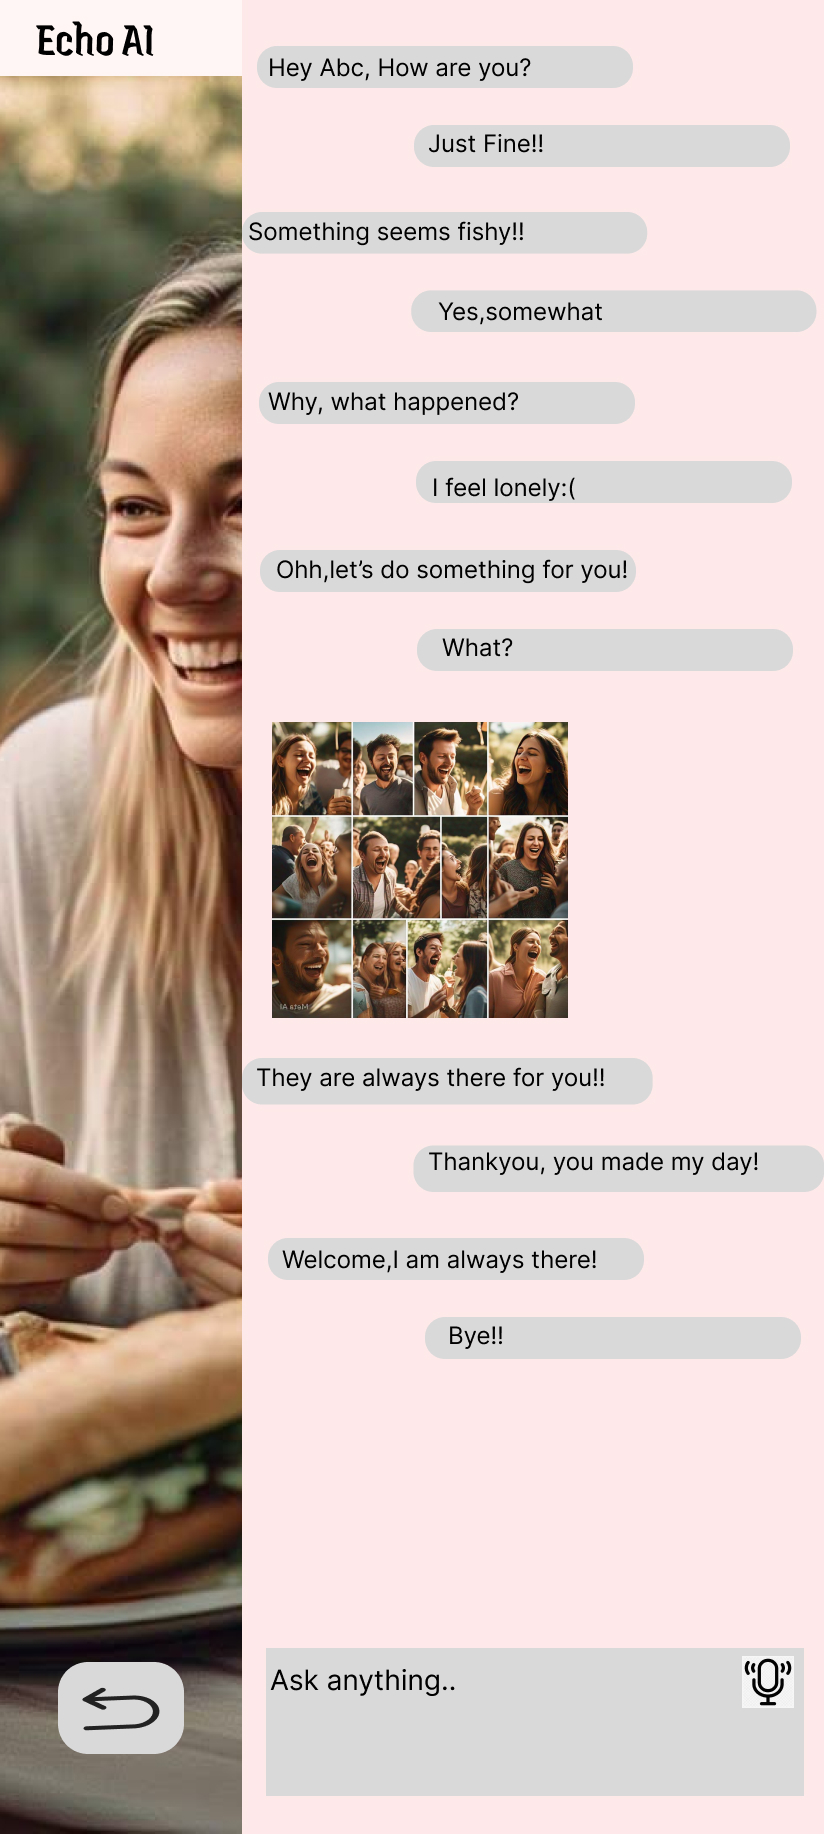 Echo AI
Hey Abc, How are you?
Just Fine!!
Something seems fishy!!
Yes,somewhat
Why, what happened?
I feel lonely:(
Ohh,let’s do something for you!
What?
Meta AI
They are always there for you!!
Thankyou, you made my day!
Welcome,I am always there!
Bye!!
Ask anything..